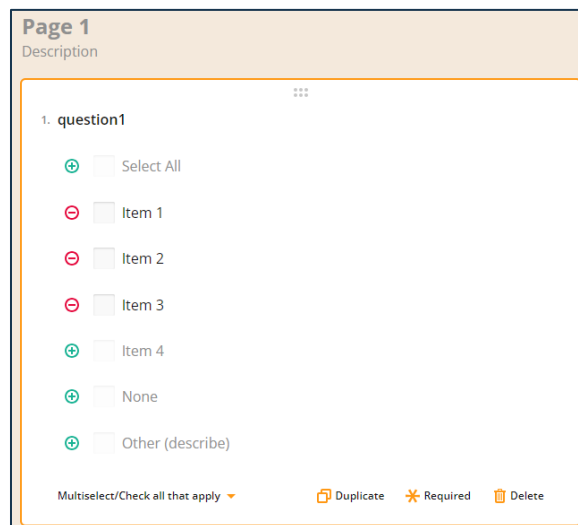 Page 1
Description
1. question1
Select All
Item 1
Item 2
Item 3
Item 4
None
Other (describe)
Multiselect/Check all that apply Duplicate Required Delete